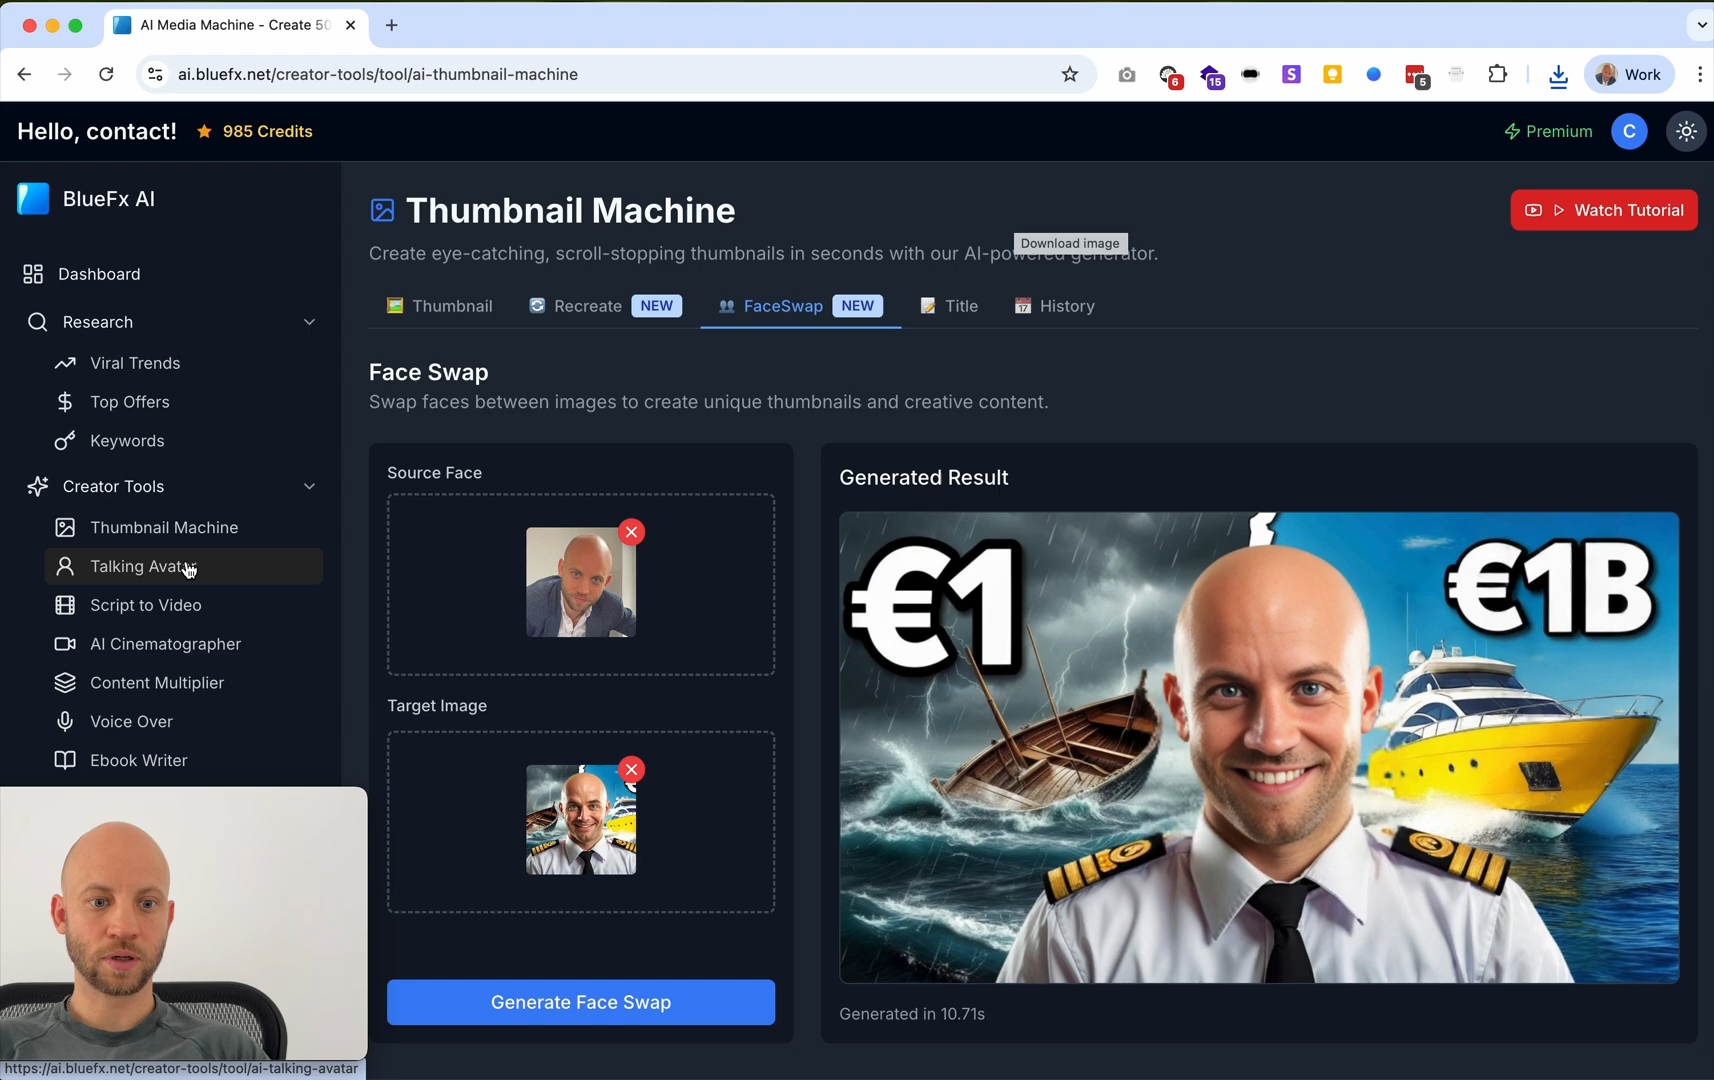 AI Media Machine - Create 50
ai.bluefx.net/creator-tools/tool/ai-thumbnail-machine
6
15
S
5
Work
Hello, contact!
985 Credits
Premium
C
BlueFx AI
Dashboard
Research
Viral Trends
Top Offers
Keywords
Creator Tools
Thumbnail Machine
Talking Avatar
Script to Video
AI Cinematographer
Content Multiplier
Voice Over
Ebook Writer
Thumbnail Machine
Watch Tutorial
Download image
Create eye-catching, scroll-stopping thumbnails in seconds with our AI-powered generator.
Thumbnail
Recreate NEW
FaceSwap NEW
Title
17
History
Face Swap
Swap faces between images to create unique thumbnails and creative content.
Source Face
Target Image
Generate Face Swap
Generated Result
€1
€1B
Generated in 10.71s
https://ai.bluefx.net/creator-tools/tool/ai-talking-avatar